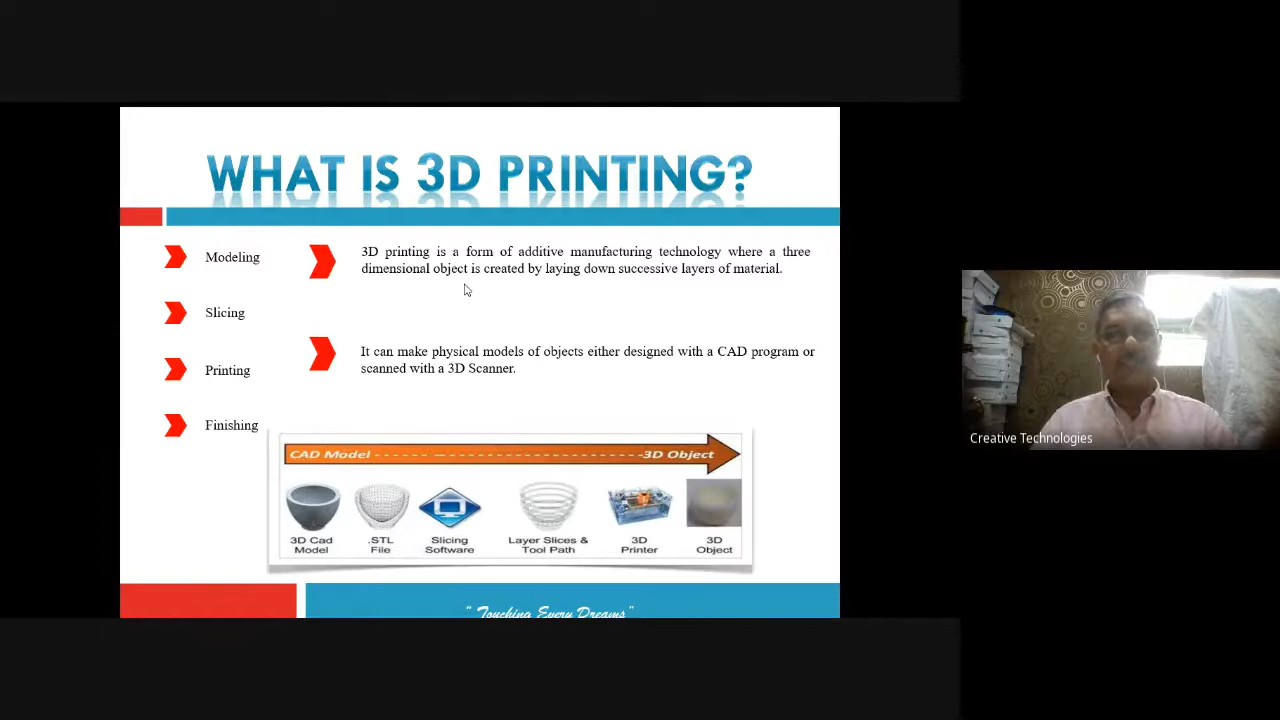 WHAT IS 3D PRINTING?
Modeling
Slicing
Printing
Finishing
3D printing is a form of additive manufacturing technology where a three
dimensional object is created by laying down successive layers of material.
It can make physical models of objects either designed with a CAD program or
scanned with a 3D Scanner.
CAD Model - - - - - - - - - - - - - - - - - - - -3D Object
3D Cad
Model
.STL
File
Slicing
Software
Layer Slices &
Tool Path
3D
Printer
3D
Object
" Touching Every Dreams"
Creative Technologies